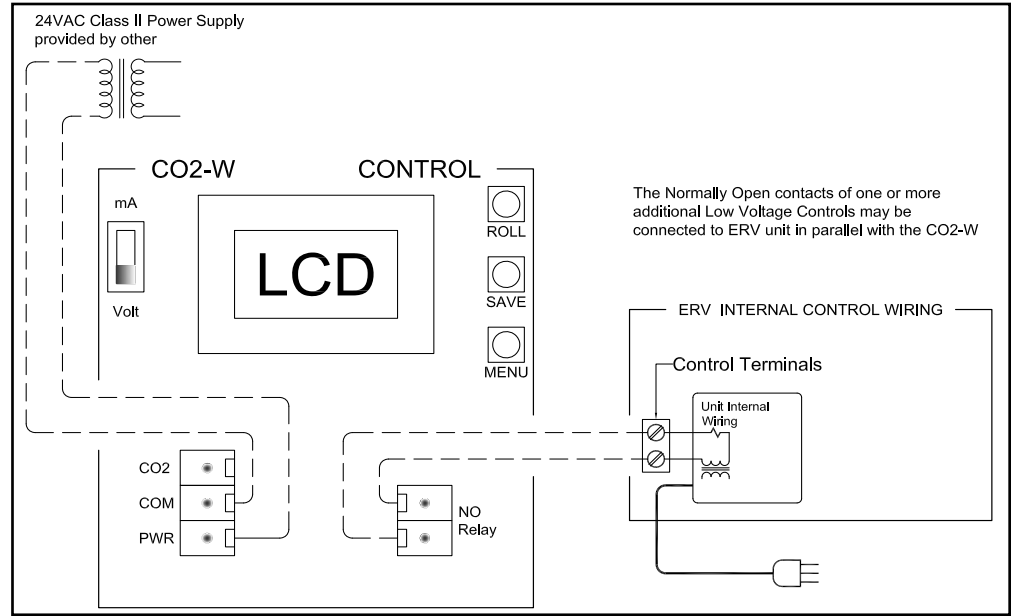 24VAC Class II Power Supply
provided by other
CO2-W
CONTROL
mA
Volt
LCD
ROLL
SAVE
MENU
The Normally Open contacts of one or more
additional Low Voltage Controls may be
connected to ERV unit in parallel with the CO2-W
ERV INTERNAL CONTROL WIRING
Control Terminals
Unit Internal
Wiring
CO2
COM
PWR
NO
Relay